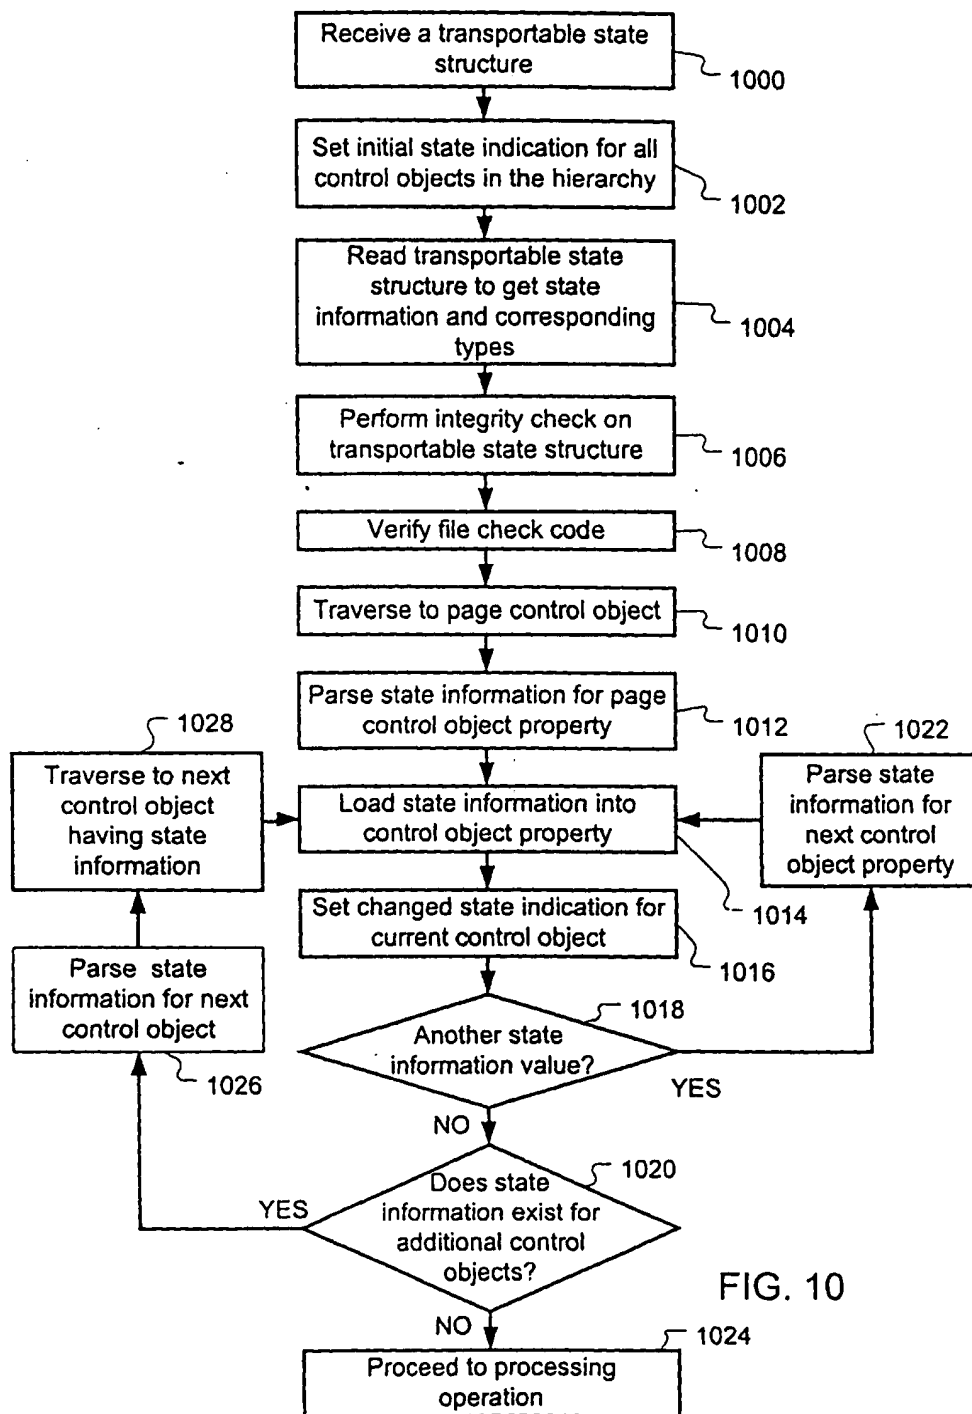 Receive a transportable state
structure
1000
Set initial state indication for all
control objects in the hierarchy
1002
Read transportable state
structure to get state
information and corresponding
types
1004
Perform integrity check on
transportable state structure
1006
Verify file check code
1008
Traverse to page control object
1010
Parse state information for page
control object property
1012
1028
Traverse to next
control object
having state
information
Load state information into
control object property
1014
1022
Parse state
information for
next control
object property
Set changed state indication for
current control object
1016
Parse state
information for next
control object
1026
1018
Another state
information value?
YES
NO
1020
Does state
information exist for
additional control
objects?
YES
FIG. 10
NO
1024
Proceed to processing
operation